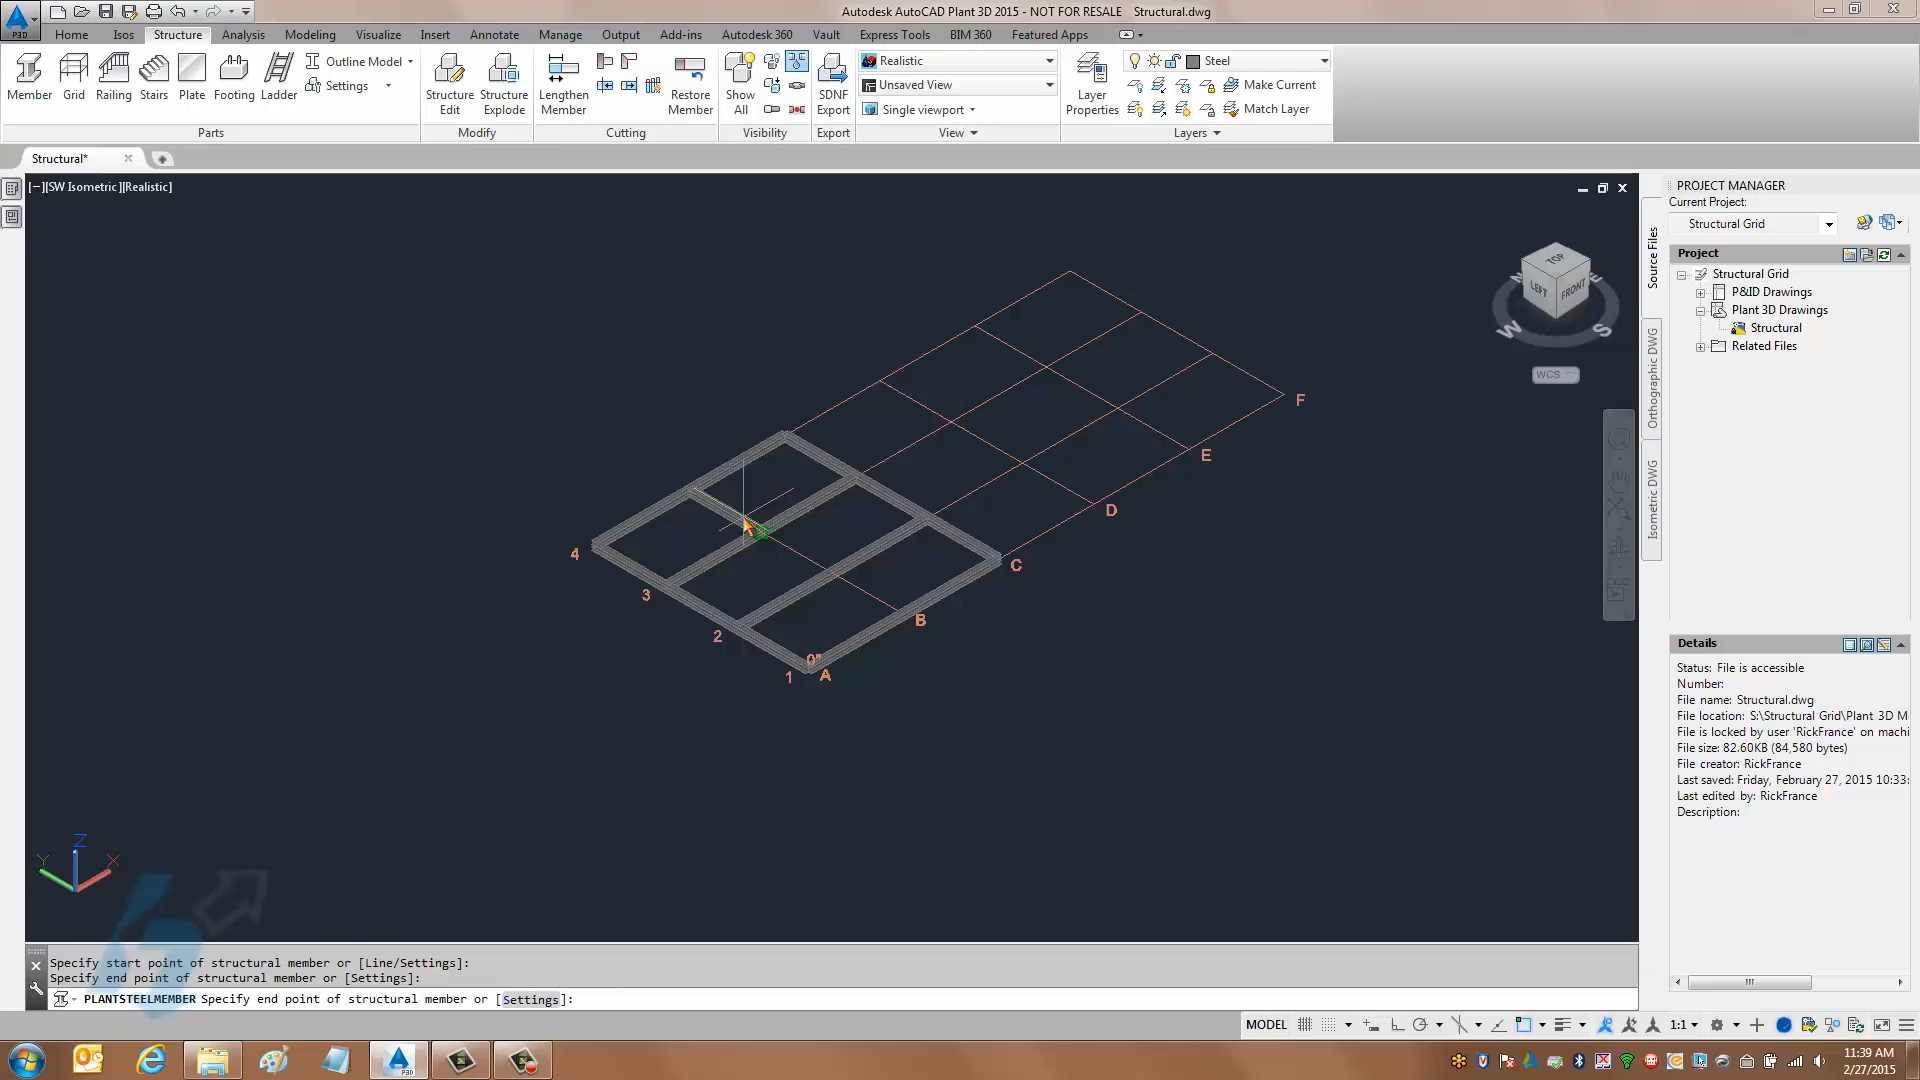 Autodesk AutoCAD Plant 3D 2015 - NOT FOR RESALE Structural.dwg
P3D
Home Isos Structure Analysis Modeling Visualize Insert Annotate Manage Output Add-ins Autodesk 360 Vault Express Tools BIM 360 Featured Apps
Member Grid Railing Stairs Plate Footing Ladder
Outline Model
Settings
Structure Edit
Structure Explode
Lengthen Member
Restore Member
Show All
SDNF Export
Realistic
Unsaved View
Single viewport
Layer Properties
Steel
Make Current
Match Layer
Parts Modify Cutting Visibility Export View Layers
Structural*
[−][SW Isometric][Realistic]
TOP
LEFT
FRONT
N
E
W
S
WCS
F
E
D
C
B
A
4
3
2
1
0"
Z
Y
X
PROJECT MANAGER
Current Project:
Structural Grid
Project
Structural Grid
P&ID Drawings
Plant 3D Drawings
Structural
Related Files
Source Files
Orthographic DWG
Isometric DWG
Details
Status: File is accessible
Number:
File name: Structural.dwg
File location: S:\Structural Grid\Plant 3D M
File is locked by user 'RickFrance' on machi
File size: 82.60KB (84,580 bytes)
File creator: RickFrance
Last saved: Friday, February 27, 2015 10:33:
Last edited by: RickFrance
Description:
Specify start point of structural member or [Line/Settings]:
Specify end point of structural member or [Settings]:
PLANTSTEELMEMBER Specify end point of structural member or [Settings]:
MODEL
1:1
P3D
11:39 AM
2/27/2015